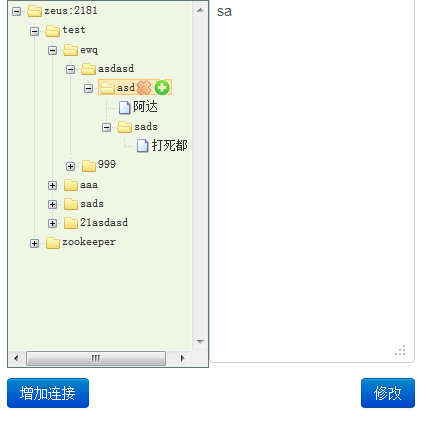 zeus:2181
test
ewq
asdasd
asd
阿达
sads
打死都
999
aaa
sads
21asdasd
zookeeper
sa
增加连接
修改